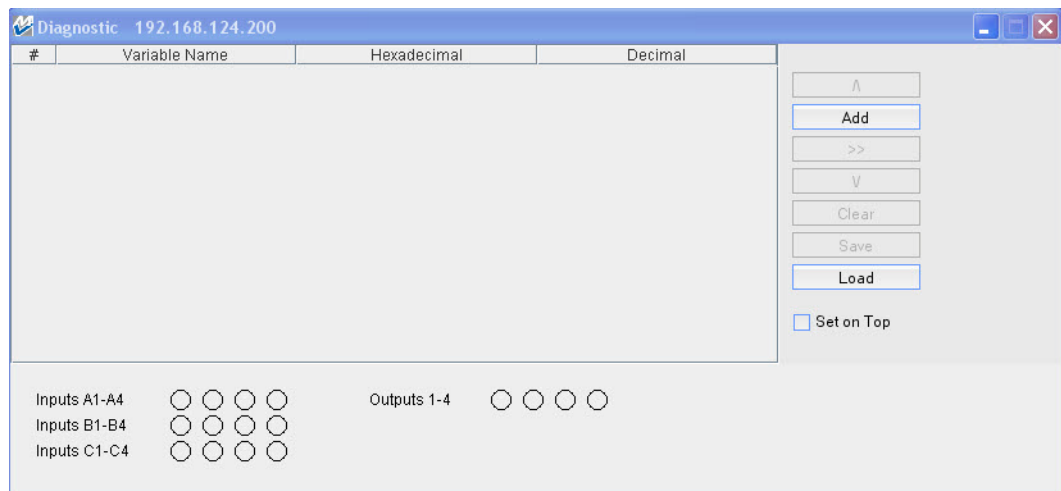 Diagnostic 192.168.124.200
# Variable Name Hexadecimal Decimal
Λ
Add
>>
V
Clear
Save
Load
Set on Top
Inputs A1-A4 Outputs 1-4
Inputs B1-B4
Inputs C1-C4